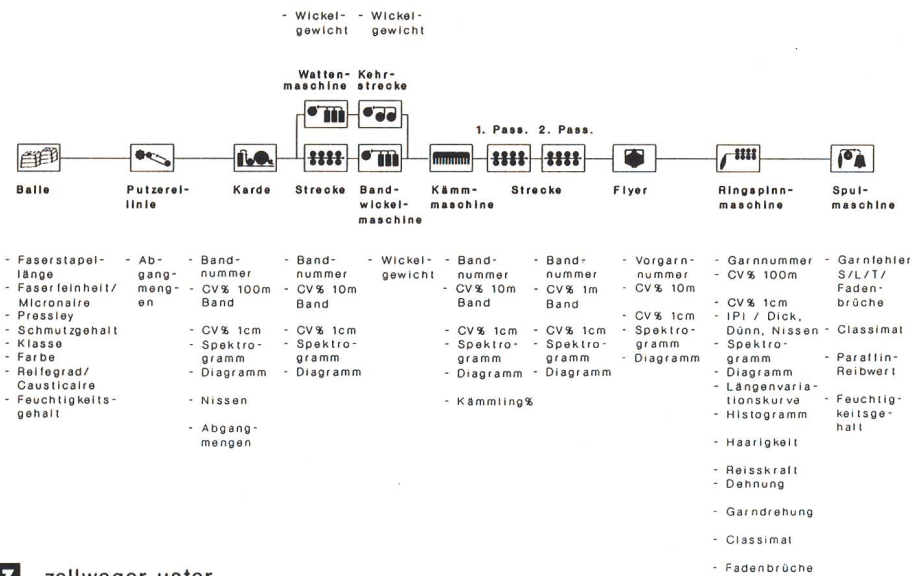 - Wickel-
gewicht
- Wickel-
gewicht
Watten-
maschine
Kehr-
strecke
1. Pass.
2. Pass.
Balle
Putzerei-
linie
Karde
Strecke
Band-
wickel-
maschine
Kämm-
maschine
Strecke
Flyer
Ringspinn-
maschine
Spul-
maschine
- Faserstapel-
länge
- Faserfeinheit/
Micronaire
- Pressley
- Schmutzgehalt
- Klasse
- Farbe
- Reifegrad/
Causticaire
- Feuchtigkeits-
gehalt
- Ab-
gang-
meng-
en
- Band-
nummer
- CV% 100m
Band
- CV% 1cm
- Spektro-
gramm
- Diagramm
- Nissen
- Abgang-
mengen
- Band-
nummer
- CV% 10m
Band
- CV% 1cm
- Spektro-
gramm
- Diagramm
- Wickel-
gewicht
- Band-
nummer
- CV% 10m
Band
- CV% 1cm
- Spektro-
gramm
- Diagramm
- Kämmling%
- Band-
nummer
- CV% 1m
Band
- CV% 1cm
- Spektro-
gramm
- Diagramm
- Vorgarn-
nummer
- CV% 10m
- CV% 1cm
- Spektro-
gramm
- Diagramm
- Garnnummer
- CV% 100m
- CV% 1cm
- IPI / Dick,
Dünn, Nissen
- Spektro-
gramm
- Diagramm
- Längenvaria-
tionskurve
- Histogramm
- Haarigkeit
- Reisskraft
- Dehnung
- Garndrehung
- Classimat
- Fadenbrüche
- Garnfehler
S/L/T/
Faden-
brüche
- Classimat
- Paraffin-
Reibwert
- Feuchtig-
keitsge-
halt
zellweger uster